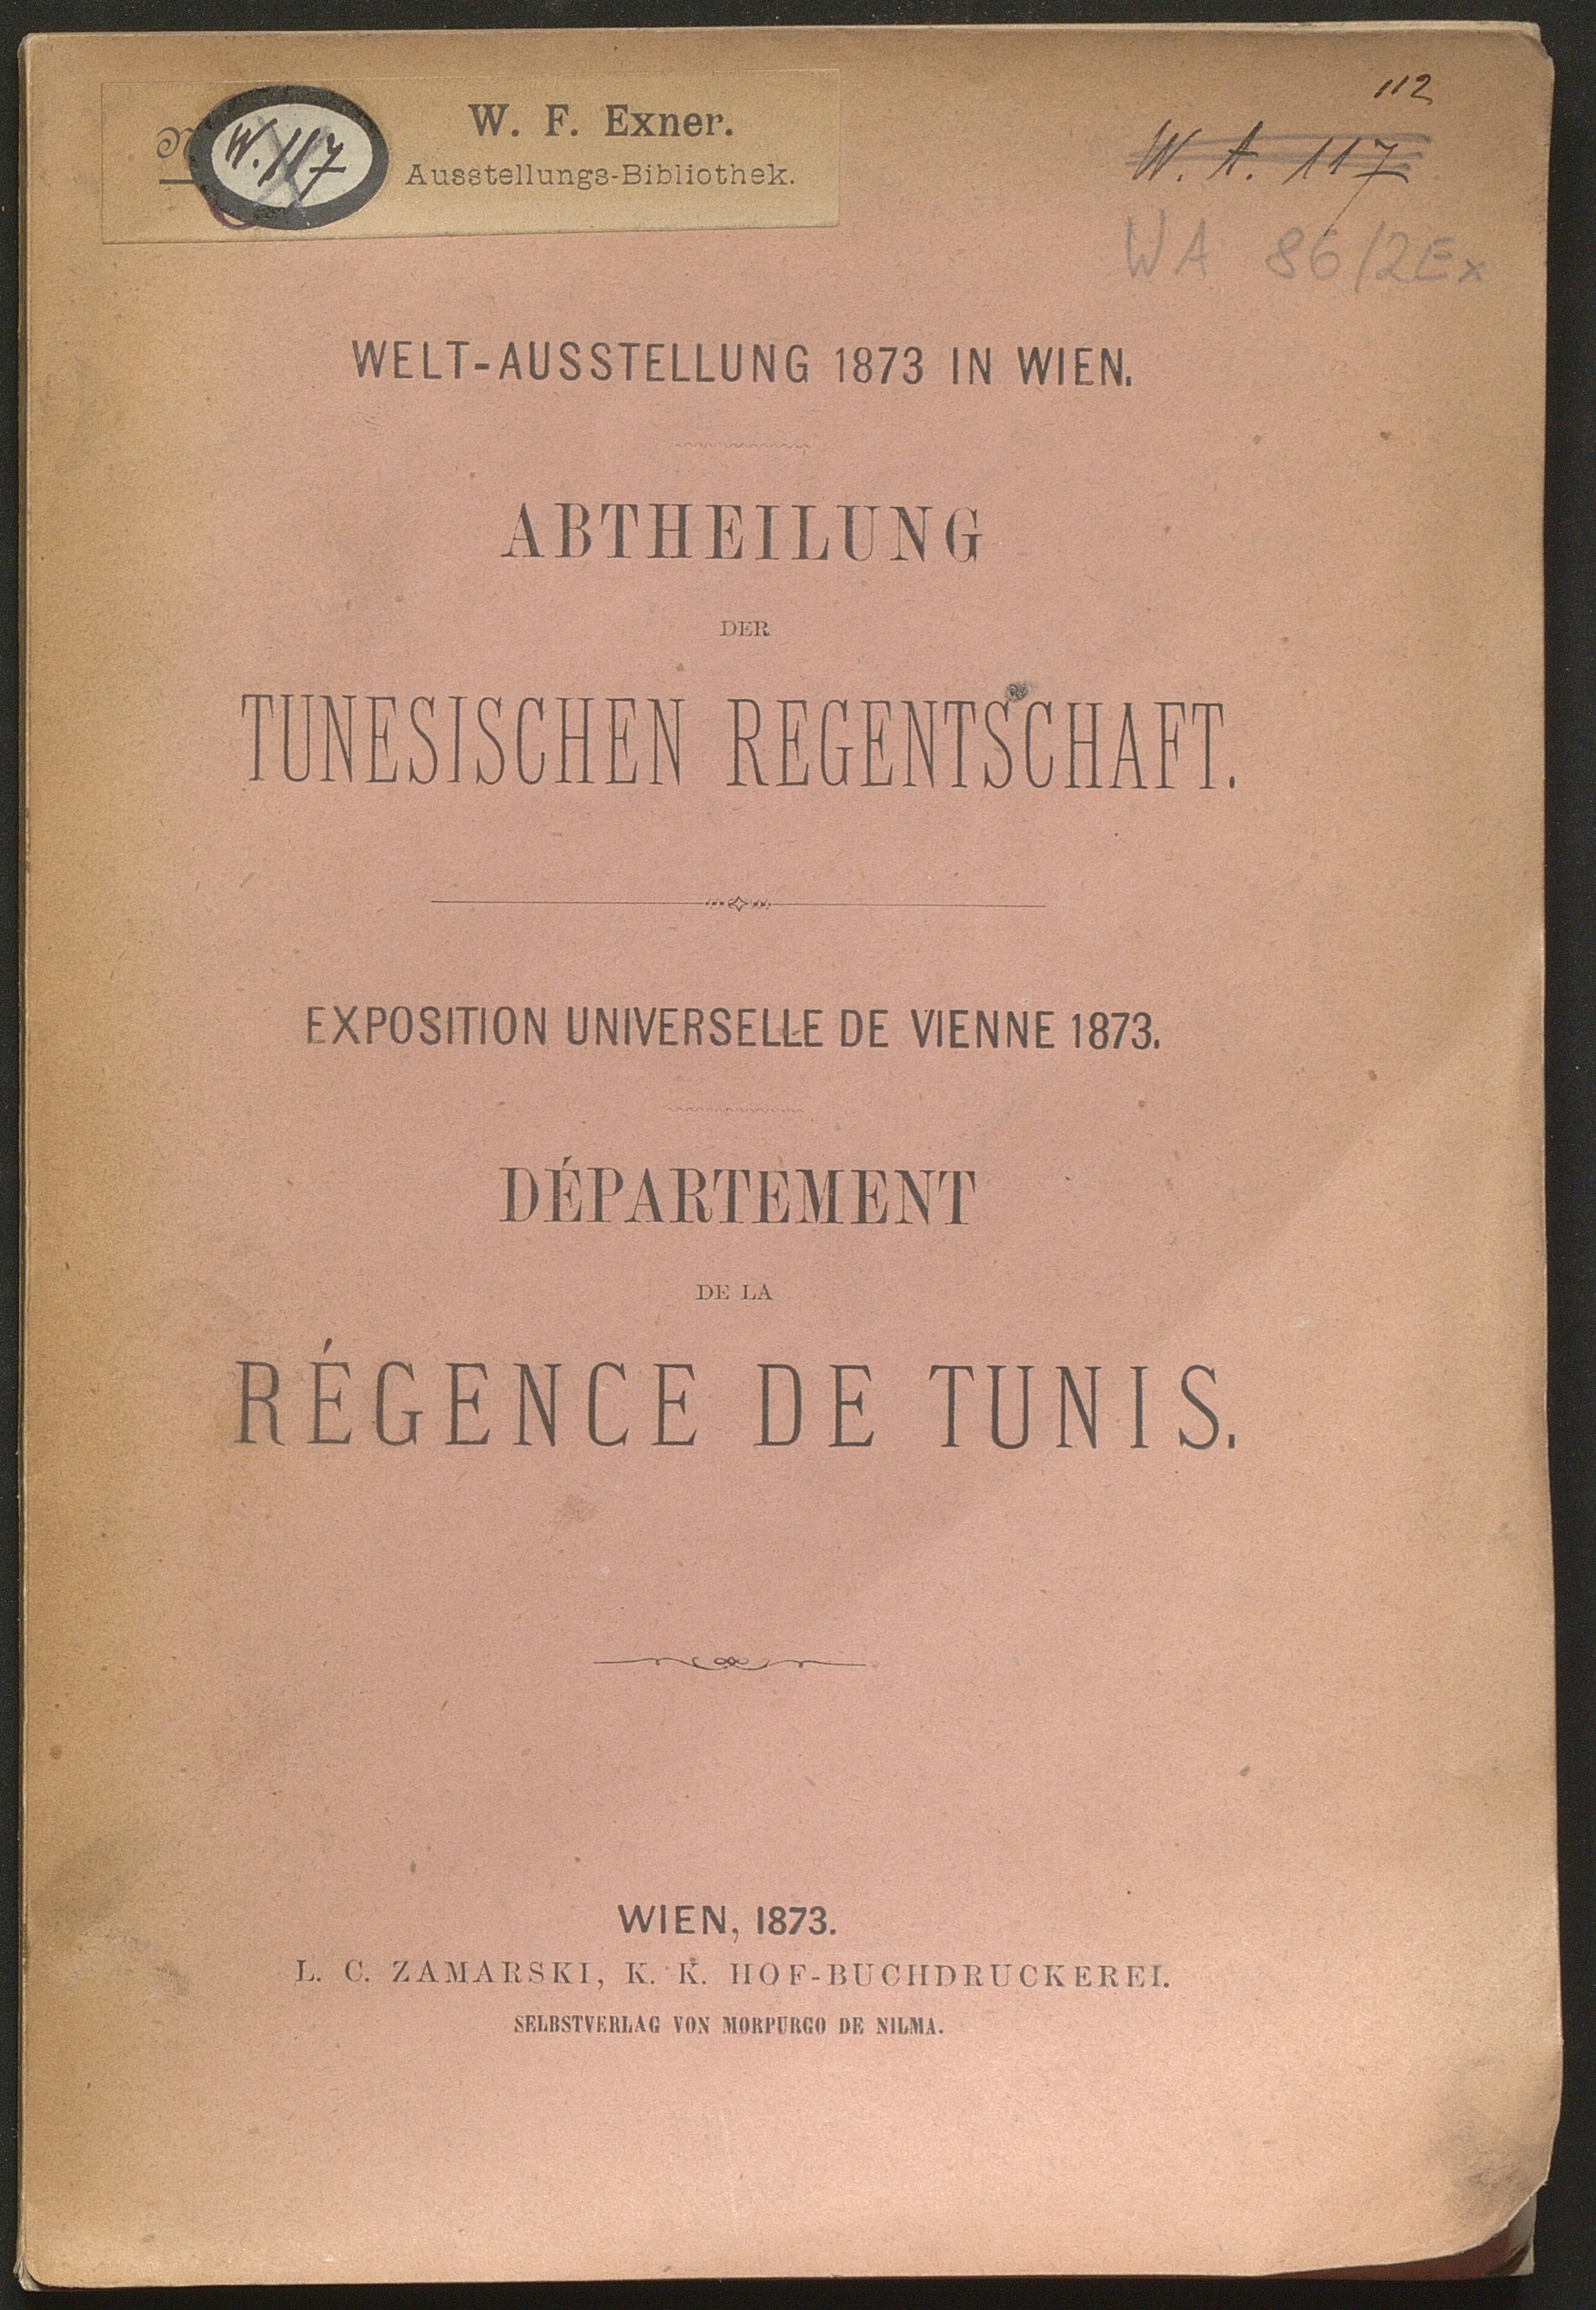 112
W. F. Exner.
Ausstellungs-Bibliothek.
W. 117
W. A. 117
WA 86/2Ex
WELT-AUSSTELLUNG 1873 IN WIEN.
ABTHEILUNG
DER
TUNESISCHEN REGENTSCHAFT.
EXPOSITION UNIVERSELLE DE VIENNE 1873.
DÉPARTEMENT
DE LA
RÉGENCE DE TUNIS.
WIEN, 1873.
L. C. ZAMARSKI, K. K. HOF-BUCHDRUCKEREI.
SELBSTVERLAG VON MORPURGO DE NILMA.